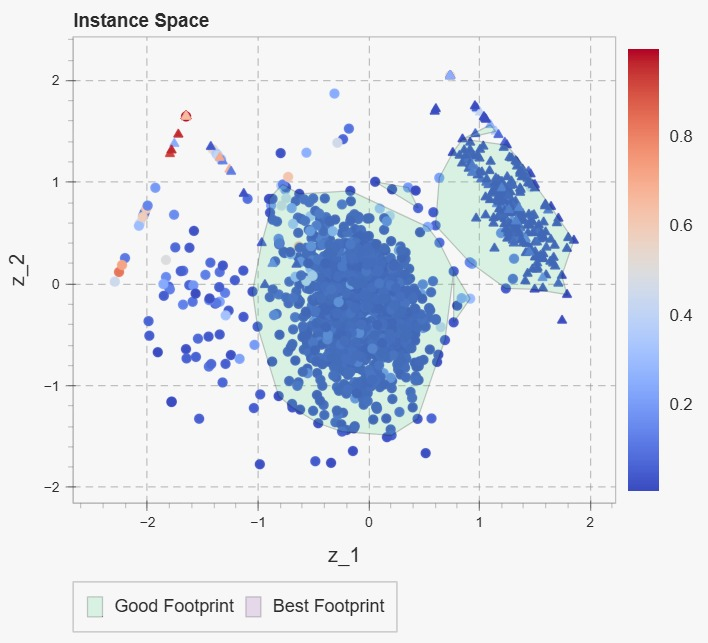 Instance Space
z_2
2
1
0
−1
−2
−2
−1
0
1
2
z_1
0.8
0.6
0.4
0.2
Good Footprint
Best Footprint